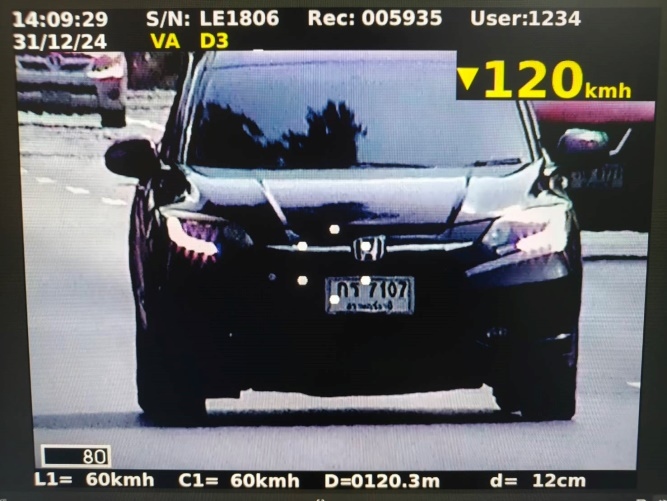 14:09:29 S/N: LE1806 Rec: 005935 User:1234
31/12/24 VA D3
▼120kmh
กร 7107
80
L1= 60kmh C1= 60kmh D=0120.3m d= 12cm